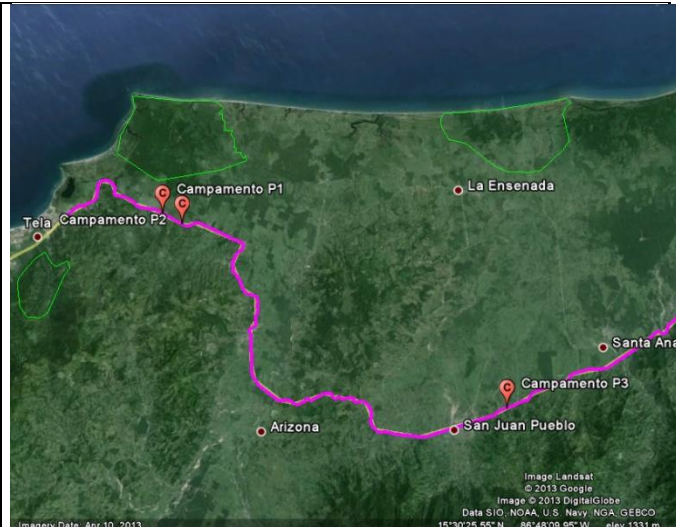 Campamento P1
La Ensenada
Tela
Campamento P2
C
C
Santa Ana
C
Campamento P3
Arizona
San Juan Pueblo
Image Landsat
© 2013 Google
Image © 2013 DigitalGlobe
Data SIO, NOAA, U.S. Navy, NGA, GEBCO
Imagery Date: Apr 10, 2013
15°30'25.55" N 86°48'09.95" W elev 1331 m